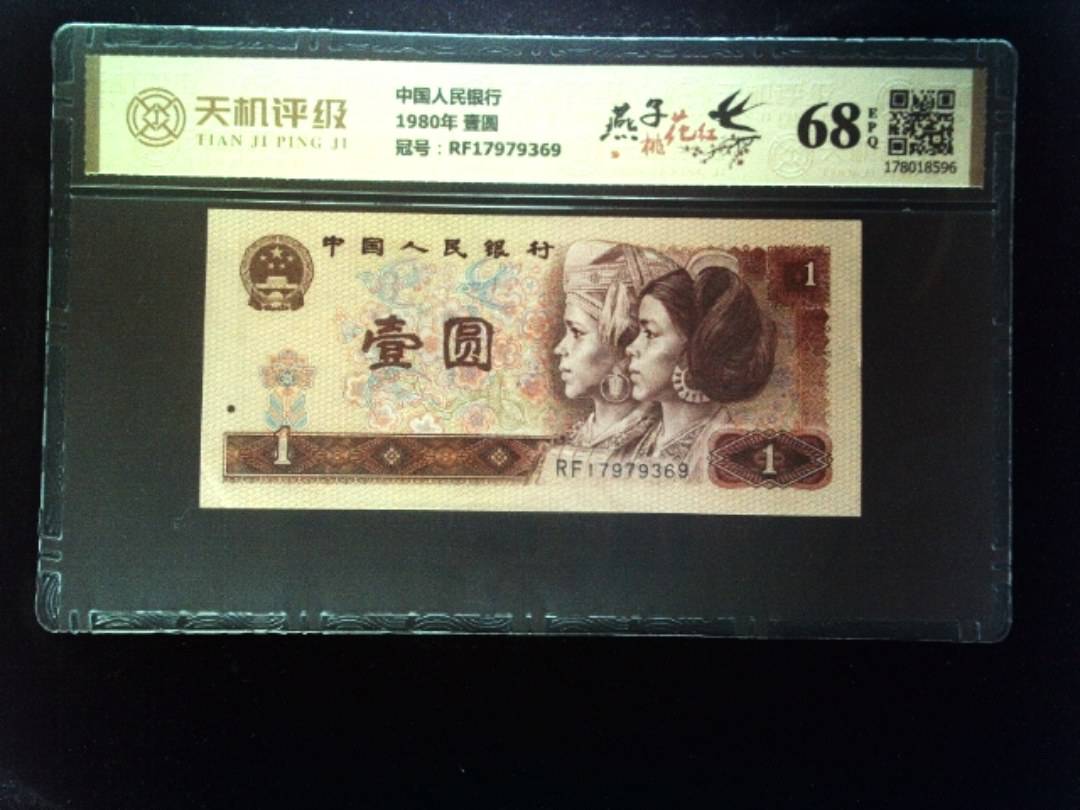 天机评级
TIAN JI PING JI
中国人民银行
1980年 壹圆
冠号：RF17979369
燕子
桃花红
68
EPQ
178018596
中国人民银行
1
壹圆
1
RF17979369
1